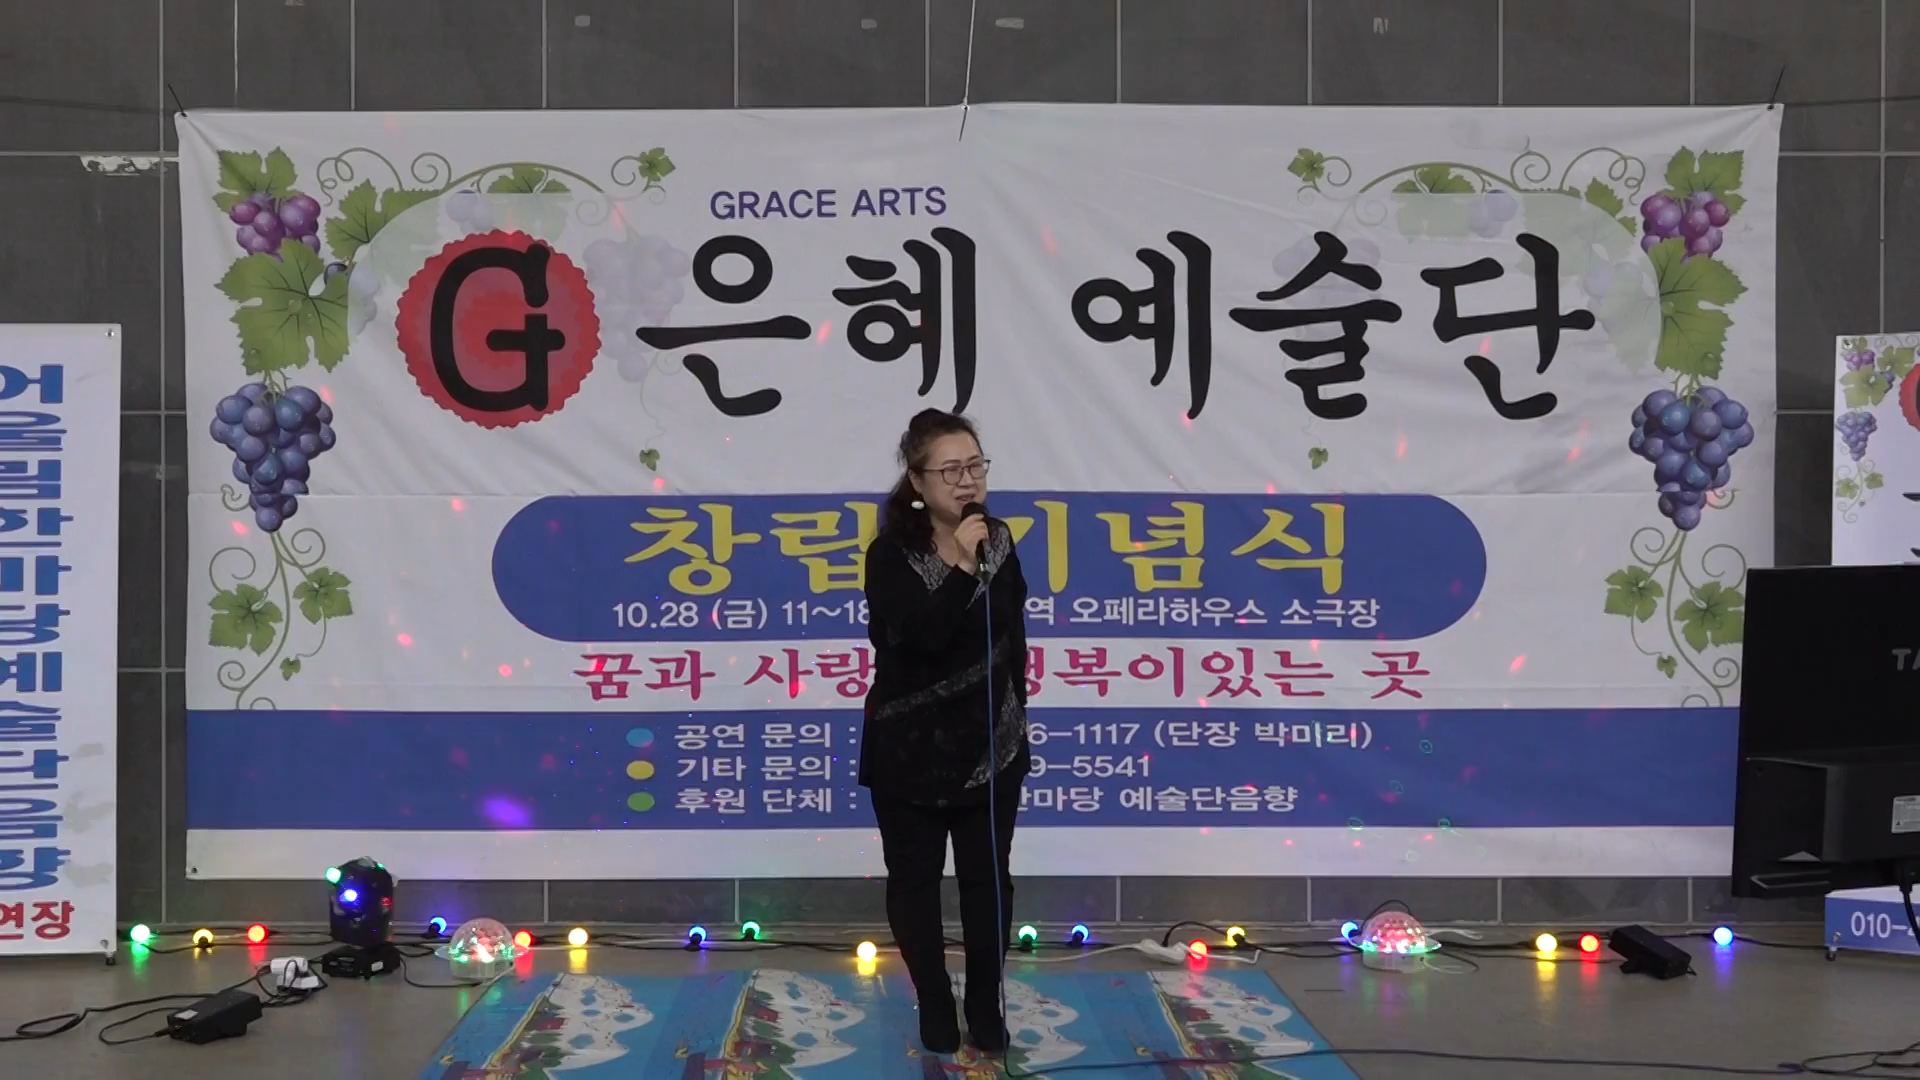 GRACE ARTS
G 은혜 예술단
창립 기념식
10.28 (금) 11~18 역 오페라하우스 소극장
꿈과 사랑 행복이있는 곳
공연 문의 : 6-1117 (단장 박미리)
기타 문의 : 9-5541
후원 단체 : 한마당 예술단음향
어울림한마당예술단음향
연장
010-
TA